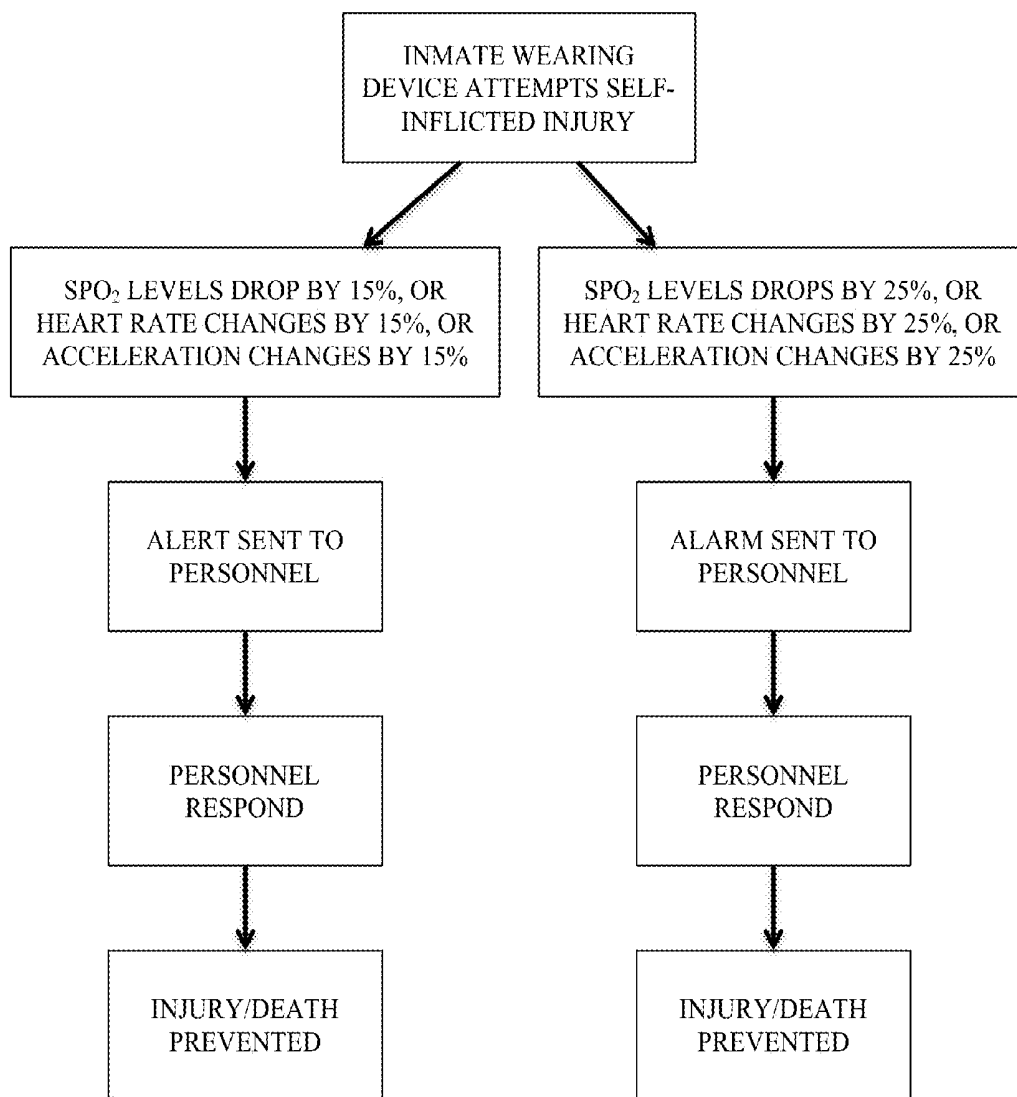 INMATE WEARING
DEVICE ATTEMPTS SELF-
INFLICTED INJURY
SPO₂ LEVELS DROP BY 15%, OR
HEART RATE CHANGES BY 15%, OR
ACCELERATION CHANGES BY 15%
SPO₂ LEVELS DROPS BY 25%, OR
HEART RATE CHANGES BY 25%, OR
ACCELERATION CHANGES BY 25%
ALERT SENT TO
PERSONNEL
ALARM SENT TO
PERSONNEL
PERSONNEL
RESPOND
PERSONNEL
RESPOND
INJURY/DEATH
PREVENTED
INJURY/DEATH
PREVENTED